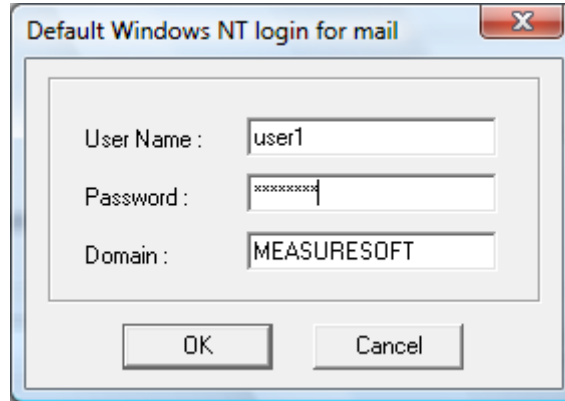 Default Windows NT login for mail
User Name : user1
Password : ********
Domain : MEASURESOFT
OK Cancel